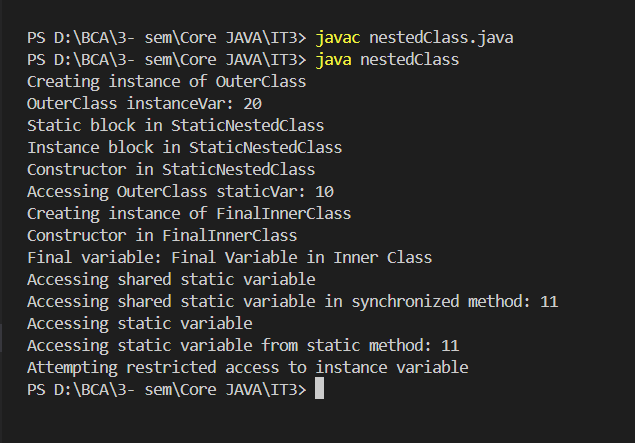 PS D:\BCA\3- sem\Core JAVA\IT3> javac nestedClass.java
PS D:\BCA\3- sem\Core JAVA\IT3> java nestedClass
Creating instance of OuterClass
OuterClass instanceVar: 20
Static block in StaticNestedClass
Instance block in StaticNestedClass
Constructor in StaticNestedClass
Accessing OuterClass staticVar: 10
Creating instance of FinalInnerClass
Constructor in FinalInnerClass
Final variable: Final Variable in Inner Class
Accessing shared static variable
Accessing shared static variable in synchronized method: 11
Accessing static variable
Accessing static variable from static method: 11
Attempting restricted access to instance variable
PS D:\BCA\3- sem\Core JAVA\IT3>